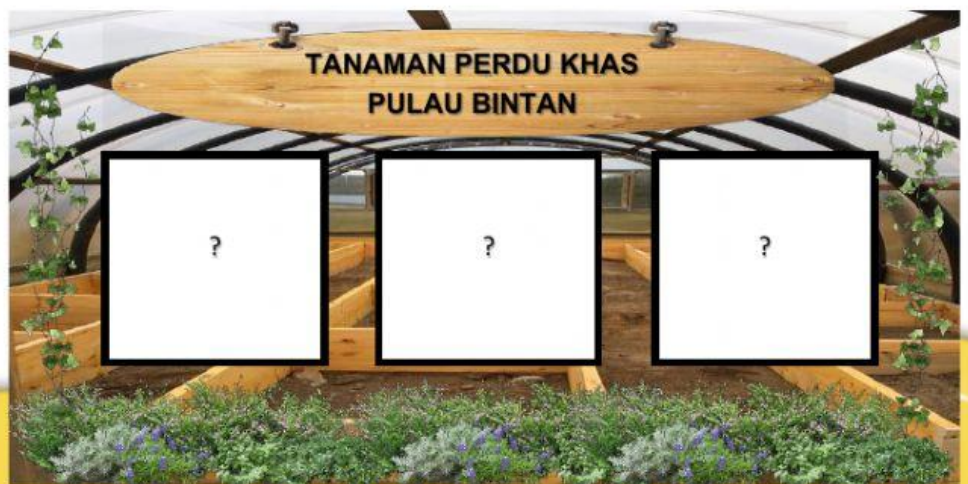 TANAMAN PERDU KHAS
PULAU BINTAN
? ? ?